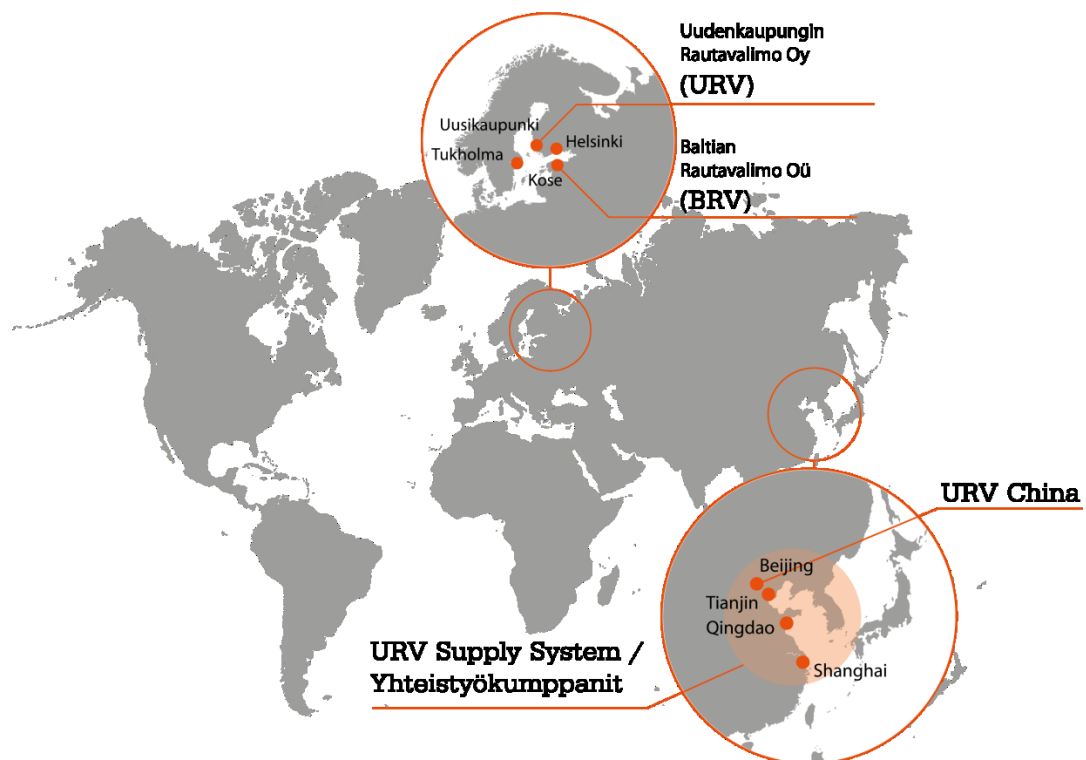 Uudenkaupungin
Rautavalimo Oy
(URV)
Uusikaupunki
Helsinki
Tukholma
Kose
Baltian
Rautavalimo Oü
(BRV)
URV China
Beijing
Tianjin
Qingdao
Shanghai
URV Supply System /
Yhteistyökumppanit